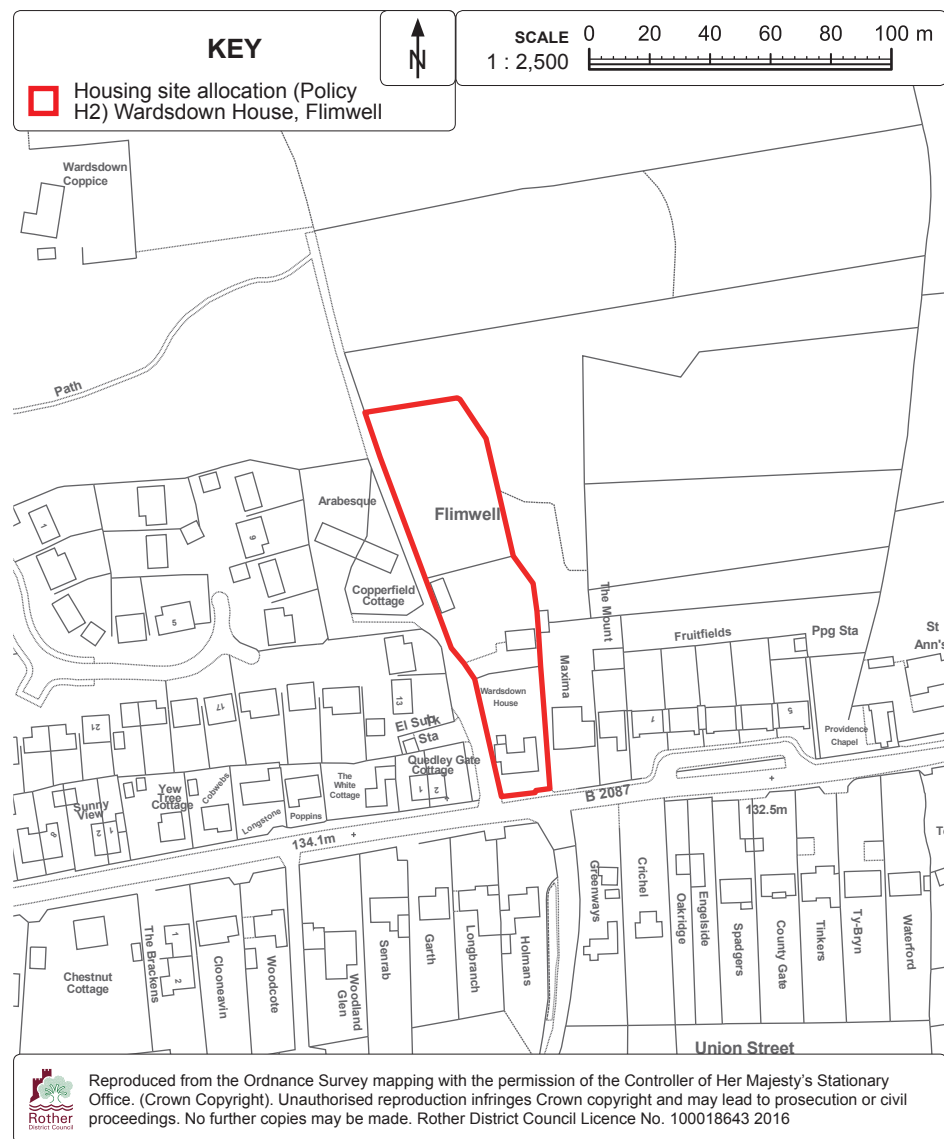 KEY
Housing site allocation (Policy
H2) Wardsdown House, Flimwell
N
SCALE
1 : 2,500
0 20 40 60 80 100 m
Wardsdown
Coppice
Path
Arabesque
Flimwell
1
9
5
Copperfield
Cottage
The Mount
Fruitfields
Ppg Sta
St
Ann's
Maxima
Wardsdown
House
13
17
21
El Sub
Sta
Quedley Gate
Cottage
1 2
7
5
Providence
Chapel
The
White
Cottage
Yew
Tree
Cottage
Cobwebs
Longstone
Poppins
Sunny
View
8
1
2
B 2087
132.5m
134.1m
Greenways
Crichel
Oakridge
Engelside
Spadgers
County Gate
Tinkers
Ty-Bryn
Waterford
Chestnut
Cottage
The Brackens
1
2
Clooneavin
Woodcote
Woodland
Glen
Senrab
Garth
Longbranch
Holmans
Union Street
Rother
District Council
Reproduced from the Ordnance Survey mapping with the permission of the Controller of Her Majesty's Stationary
Office. (Crown Copyright). Unauthorised reproduction infringes Crown copyright and may lead to prosecution or civil
proceedings. No further copies may be made. Rother District Council Licence No. 100018643 2016